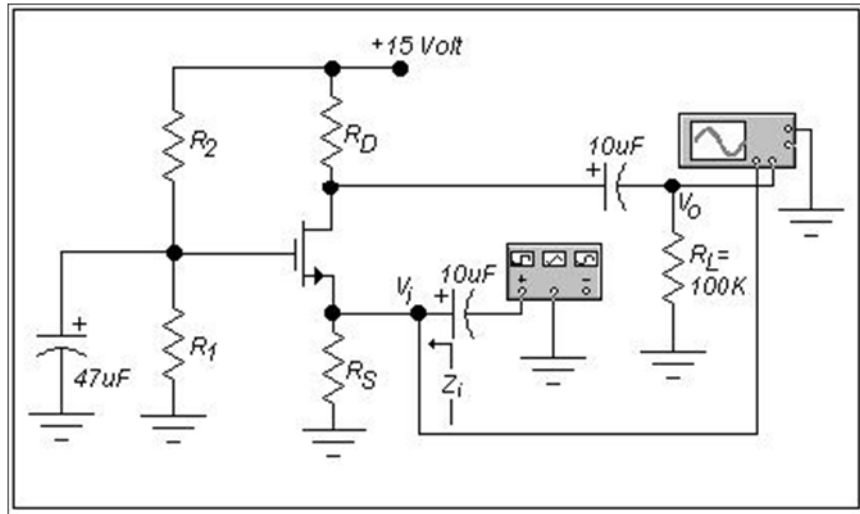 +15 Volt
R2
RD
10uF
+
Vo
RL=
100K
Vi
10uF
+
+
-
+
47uF
R1
RS
Zi